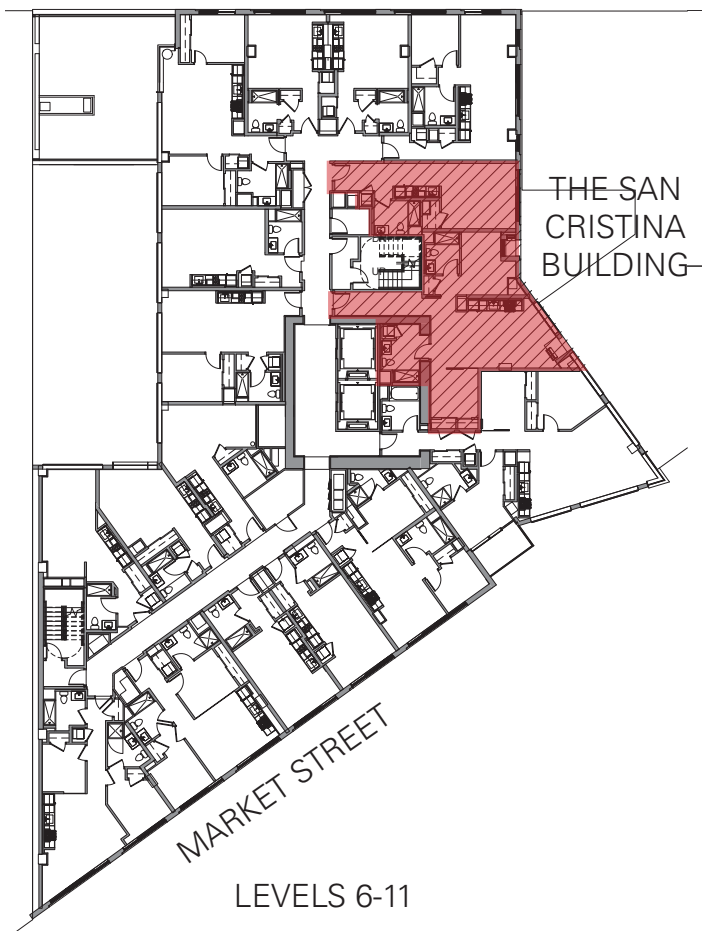 THE SAN
CRISTINA
BUILDING
MARKET STREET
LEVELS 6-11